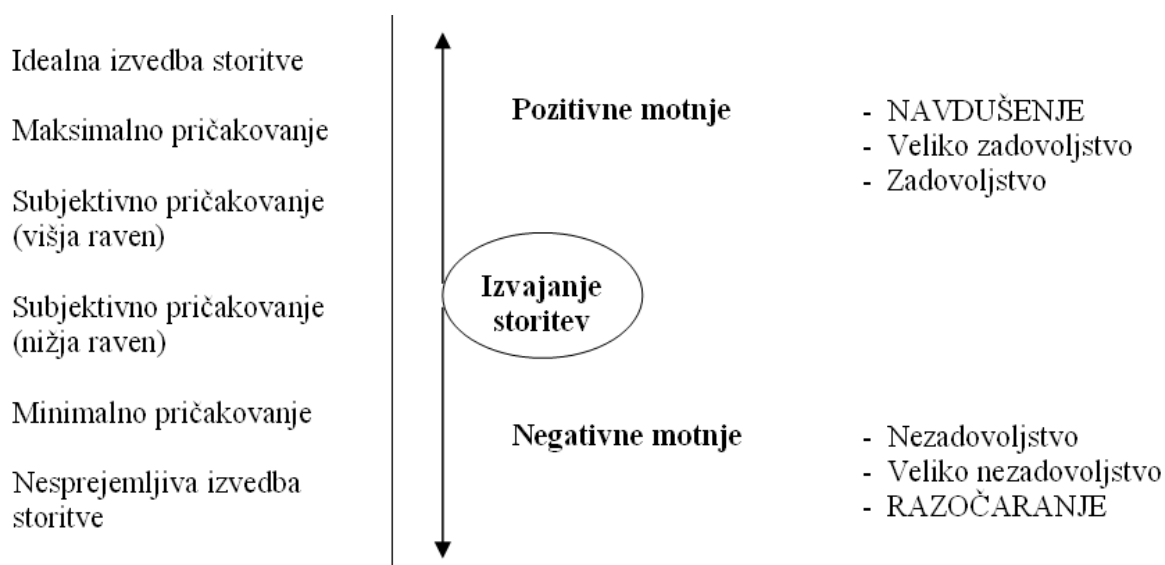 Idealna izvedba storitve
Maksimalno pričakovanje
Subjektivno pričakovanje
(višja raven)
Subjektivno pričakovanje
(nižja raven)
Minimalno pričakovanje
Nesprejemljiva izvedba
storitve
Izvajanje
storitev
Pozitivne motnje
- NAVDUŠENJE
- Veliko zadovoljstvo
- Zadovoljstvo
Negativne motnje
- Nezadovoljstvo
- Veliko nezadovoljstvo
- RAZOČARANJE